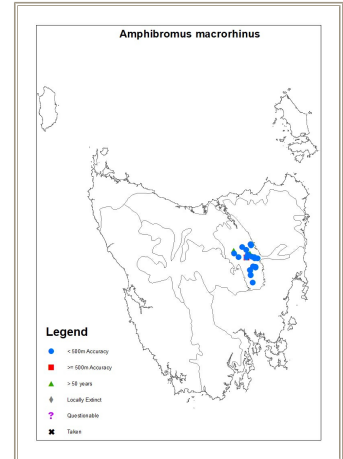 Amphibromus macrorhinus
Legend
< 500m Accuracy
>= 500m Accuracy
> 50 years
Locally Extinct
? Questionable
Taken